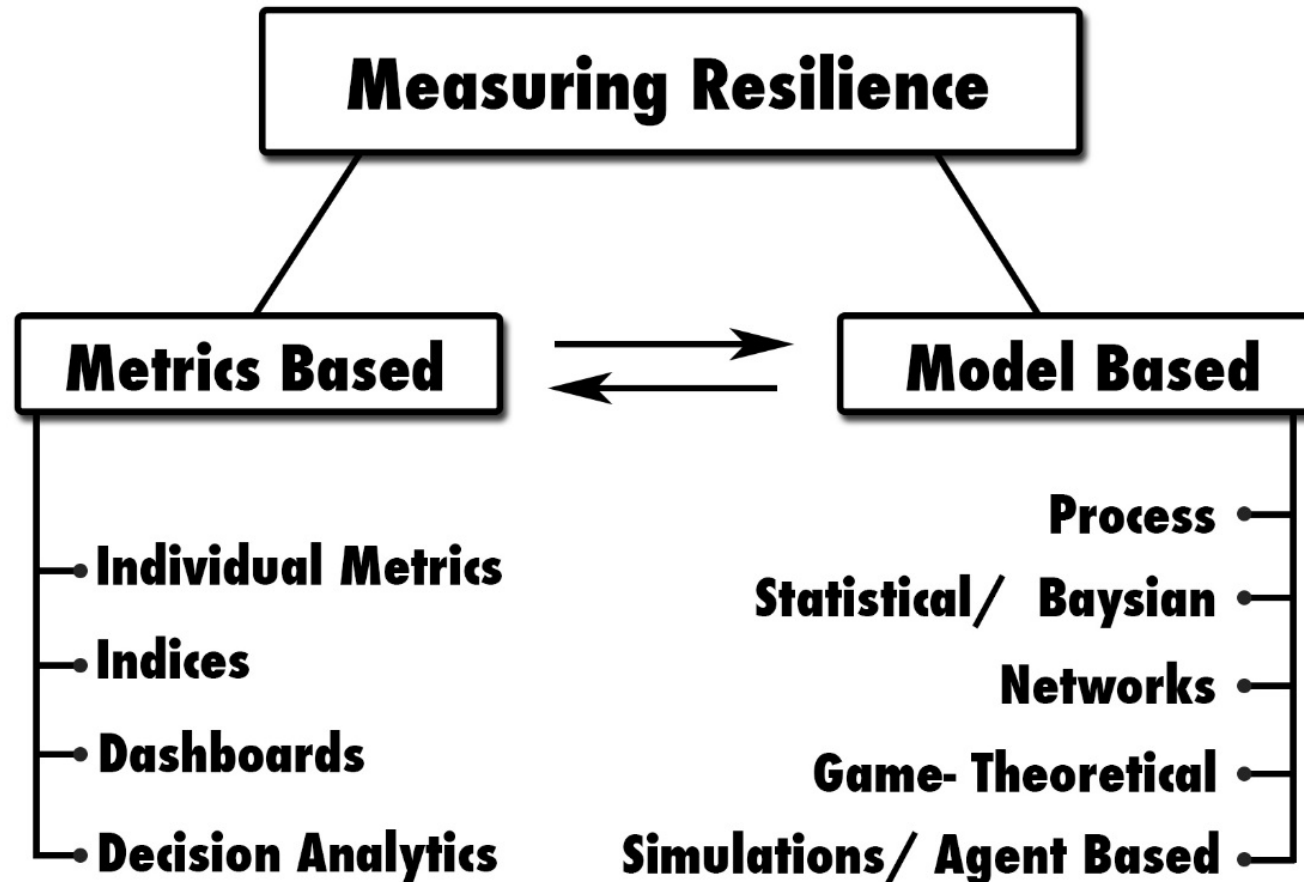 Measuring Resilience
Metrics Based
Model Based
Individual Metrics
Indices
Dashboards
Decision Analytics
Process
Statistical/ Baysian
Networks
Game- Theoretical
Simulations/ Agent Based